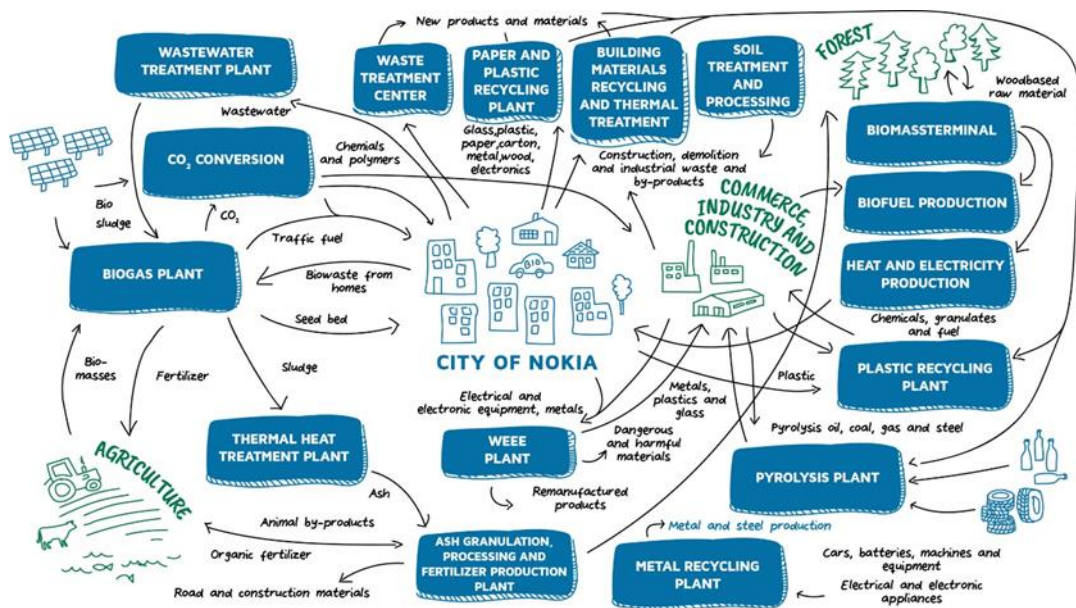 New products and materials
WASTEWATER
TREATMENT PLANT
WASTE
TREATMENT
CENTER
PAPER AND
PLASTIC
RECYCLING
PLANT
BUILDING
MATERIALS
RECYCLING
AND THERMAL
TREATMENT
SOIL
TREATMENT
AND
PROCESSING
FOREST
Woodbased
raw material
Wastewater
Glass,plastic,
paper,carton,
metal,wood,
electronics
BIOMASSTERMINAL
CO₂ CONVERSION
Chemials
and polymers
Construction, demolition
and industrial waste and
by-products
COMMERCE,
INDUSTRY AND
CONSTRUCTION
BIOFUEL PRODUCTION
Bio
sludge
CO₂
BIOGAS PLANT
Traffic fuel
Biowaste from
homes
Seed bed
BIO
HEAT AND ELECTRICITY
PRODUCTION
Chemicals, granulates
and fuel
CITY OF NOKIA
Bio-
masses
Fertilizer
Sludge
Plastic
PLASTIC RECYCLING
PLANT
Electrical and
electronic equipment, metals
Metals,
plastics and
glass
THERMAL HEAT
TREATMENT PLANT
WEEE
PLANT
Dangerous
and harmful
materials
Pyrolysis oil, coal, gas and steel
PYROLYSIS PLANT
AGRICULTURE
Ash
Remanufactured
products
Animal by-products
Organic fertilizer
ASH GRANULATION,
PROCESSING AND
FERTILIZER PRODUCTION
PLANT
Metal and steel production
METAL RECYCLING
PLANT
Cars, batteries, machines and
equipment
Electrical and electronic
appliances
Road and construction materials